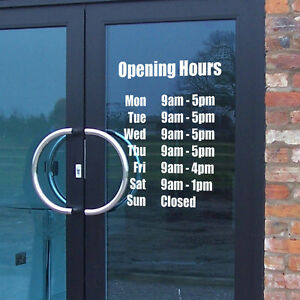 Opening Hours
Mon 9am - 5pm
Tue 9am - 5pm
Wed 9am - 5pm
Thu 9am - 5pm
Fri 9am - 4pm
Sat 9am - 1pm
Sun Closed